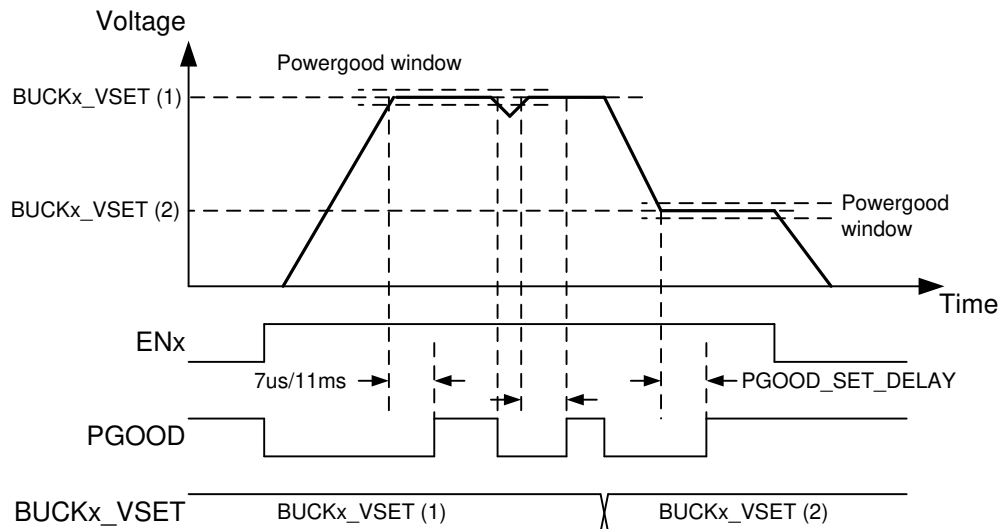 Voltage
Powergood window
BUCKx_VSET (1)
BUCKx_VSET (2)
Powergood
window
Time
ENx
7us/11ms
PGOOD_SET_DELAY
PGOOD
BUCKx_VSET
BUCKx_VSET (1)
BUCKx_VSET (2)